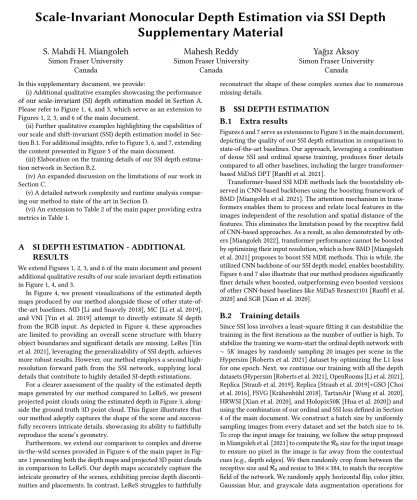 Scale-Invariant Monocular Depth Estimation via SSI Depth
Supplementary Material
S. Mahdi H. Miangoleh
Simon Fraser University
Canada
Mahesh Reddy
Simon Fraser University
Canada
Yağız Aksoy
Simon Fraser University
Canada
In this supplementary document, we provide:
(i) Additional qualitative examples showcasing the performance
of our scale-invariant (SI) depth estimation model in Section A.
Please refer to Figure 1, 4, and 3, which serve as an extension to
Figures 1, 2, 3, and 6 of the main document.
(ii) Further qualitative examples highlighting the capabilities of
our scale and shift-invariant (SSI) depth estimation model in Sec-
tion B.1. For additional insights, refer to Figure 5, 6, and 7, extending
the content presented in Figure 5 of the main document.
(iii) Elaboration on the training details of our SSI depth estima-
tion network in Section B.2.
(iv) An expanded discussion on the limitations of our work in
Section C.
(v) A detailed network complexity and runtime analysis compar-
ing our method to state of the art in Section D.
(vi) An extension to Table 2 of the main paper providing extra
metrics in Table 1.
A SI DEPTH ESTIMATION - ADDITIONAL
RESULTS
We extend Figures 1, 2, 3, and 6 of the main document and present
additional qualitative results of our scale invariant depth estimation
in Figure 1, 4, and 3.
In Figure 4, we present visualizations of the estimated depth
maps produced by our method alongside those of other state-of-the-
art baselines. MD [Li and Snavely 2018], MC [Li et al. 2019],
and VNI [Yin et al. 2019] attempt to directly estimate SI depth
from the RGB input. As depicted in Figure 4, these approaches
are limited to providing an overall scene structure with blurry
object boundaries and significant details are missing. LeReS [Yin
et al. 2021], leveraging the generalisability of SSI depth, achieves
more robust results. However, our method employs a second high-
resolution forward path from the SSI network, supplying local
details that contribute to highly detailed SI-depth estimations.
For a clearer assessment of the quality of the estimated depth
maps generated by our method compared to LeReS, we present
projected point clouds using the estimated depth in Figure 3, along-
side the ground truth 3D point cloud. This figure illustrates that
our method adeptly captures the shape of the scene and success-
fully recovers intricate details, showcasing its ability to faithfully
reproduce the scene's geometry.
Furthermore, we extend our comparison to complex and diverse
in-the-wild scenes provided in Figure 6 of the main paper in Fig-
ure 1 presenting both the depth maps and projected 3D point clouds
in comparison to LeReS. Our depth maps accurately capture the
intricate geometry of the scenes, exhibiting precise depth disconti-
nuities and placements. In contrast, LeReS struggles to faithfully
reconstruct the shape of these complex scenes due to numerous
missing details.
B SSI DEPTH ESTIMATION
B.1 Extra results
Figures 6 and 7 serve as extensions to Figure 5 in the main document,
depicting the quality of our SSI depth estimation in comparison to
state-of-the-art baselines. Our approach, leveraging a combination
of dense SSI and ordinal sparse training, produces finer details
compared to all other baselines, including the larger transformer-
based MiDaS DPT [Ranftl et al. 2021].
Transformer-based SSI MDE methods lack the boostability ob-
served in CNN-based backbones using the boosting framework of
BMD [Miangoleh et al. 2021]. The attention mechanism in trans-
formers enables them to process and relate local features in the
images independent of the resolution and spatial distance of the
features. This eliminates the limitation posed by the receptive field
of CNN-based approaches. As a result, as also demonstrated by oth-
ers [Miangoleh 2022], transformer performance cannot be boosted
by optimizing their input resolution, which is how BMD [Miangoleh
et al. 2021] proposes to boost SSI MDE methods. This is while, the
utilized CNN backbone of our SSI depth model, enables boostability.
Figure 6 and 7 also illustrate that our method produces significantly
finer details when boosted, outperforming even boosted versions
of other CNN-based baselines like MiDaS Resnext101 [Ranftl et al.
2020] and SGR [Xian et al. 2020].
B.2 Training details
Since SSI loss involves a least-square fitting it can destabilize the
training in the first iterations as the number of outlier is high. To
stabilize the training we warm-start the ordinal depth network with
~ 5K iterations by randomly sampling 20 images per scene in the
Hypersim [Roberts et al. 2021] dataset by optimizing the L1 loss
for one epoch. Next, we continue our training with all the depth
datasets (Hypersim [Roberts et al. 2021], OpenRooms [Li et al. 2021],
Replica [Straub et al. 2019], Replica [Straub et al. 2019]+GSO [Choi
et al. 2016], FSVG [Krähenbühl 2018], TartanAir [Wang et al. 2020],
HRWSI [Xian et al. 2020], and Holopix50K [Hua et al. 2020]) and
using the combination of our ordinal and SSI loss defined in Section
4 of the main document. We construct a batch size by uniformly
sampling images from every dataset and set the batch size to 16.
To crop the input image for training, we follow the setup proposed
in Miangoleh et al. [2021] to compute the R₀ size for the input image
to ensure no pixel in the image is far away from the contextual
cues (e.g., depth edges). We then randomly crop from between the
receptive size and R₀ and resize to 384×384, to match the receptive
field of the network. We randomly apply horizontal flip, color jitter,
Gaussian blur, and grayscale data augmentation operations for